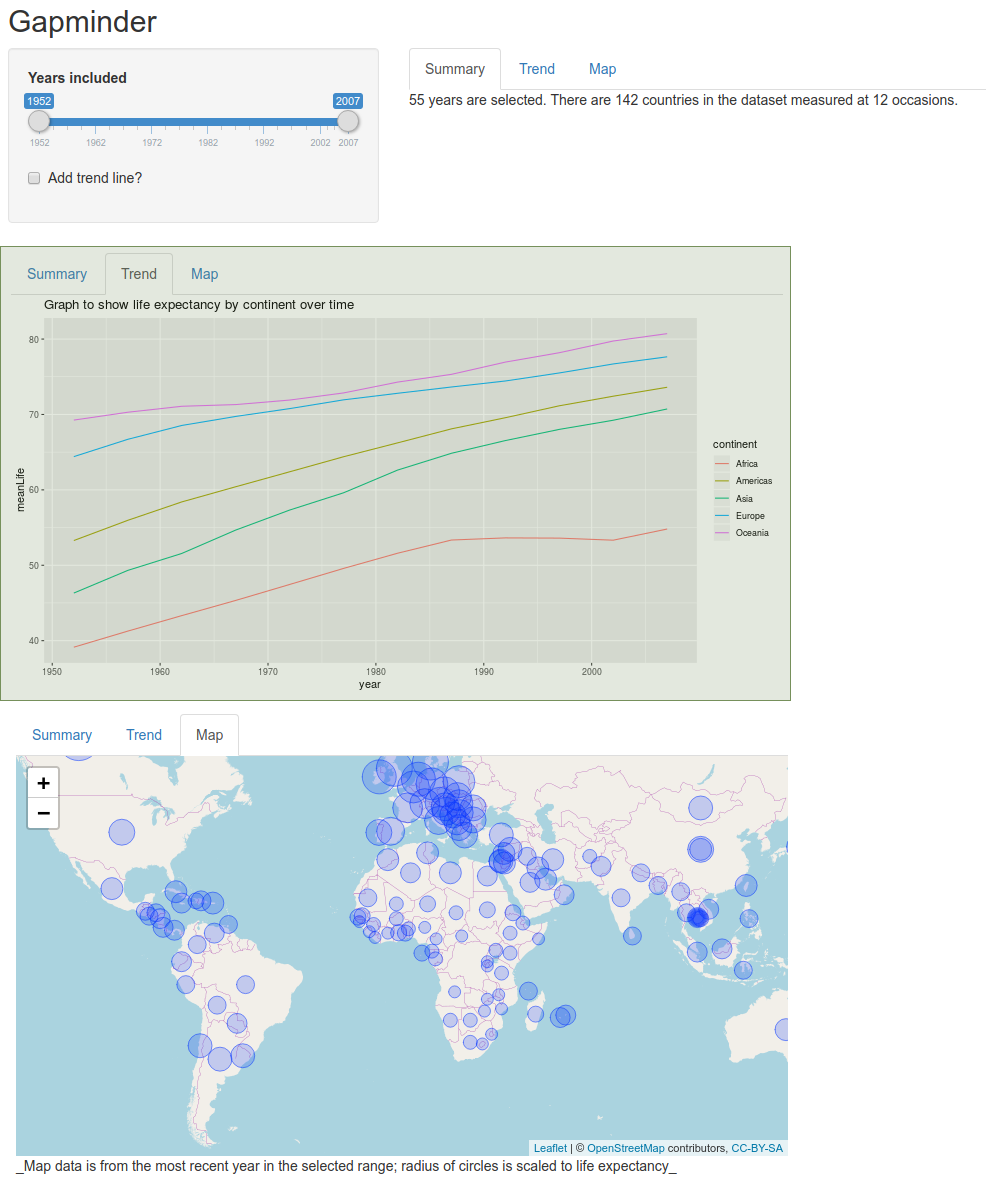 Gapminder
Years included
1952 2007
1952 1962 1972 1982 1992 2002 2007
Add trend line?
Summary Trend Map
55 years are selected. There are 142 countries in the dataset measured at 12 occasions.
Summary Trend Map
Graph to show life expectancy by continent over time
80
70
60
50
40
meanLife
1950 1960 1970 1980 1990 2000
year
continent
Africa
Americas
Asia
Europe
Oceania
Summary Trend Map
+
−
Leaflet | © OpenStreetMap contributors, CC-BY-SA
_Map data is from the most recent year in the selected range; radius of circles is scaled to life expectancy_